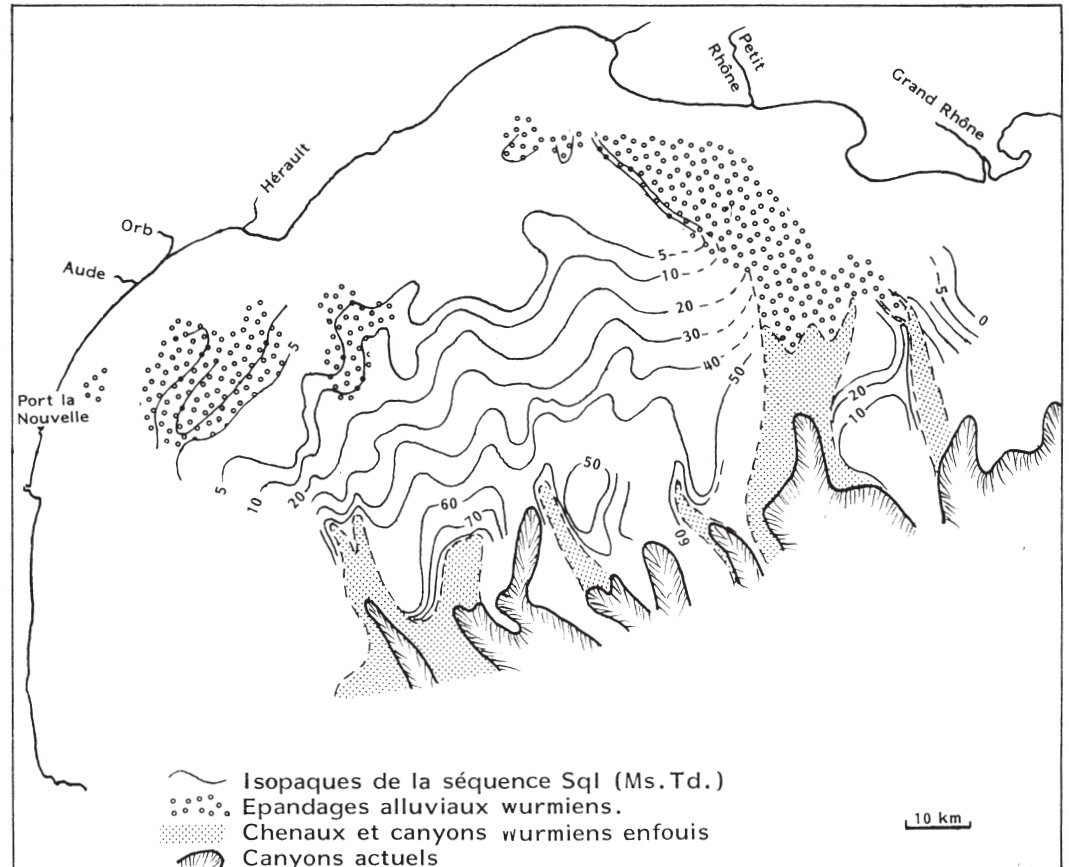 Petit
Rhône
Grand Rhône
Hérault
Orb
Aude
Port la
Nouvelle
5
10
20
30
40
50
5
0
5
20
10
5
10
20
50
60
70
60
Isopaques de la séquence SqI (Ms.Td.)
Epandages alluviaux wurmiens.
Chenaux et canyons wurmiens enfouis
Canyons actuels
10 km